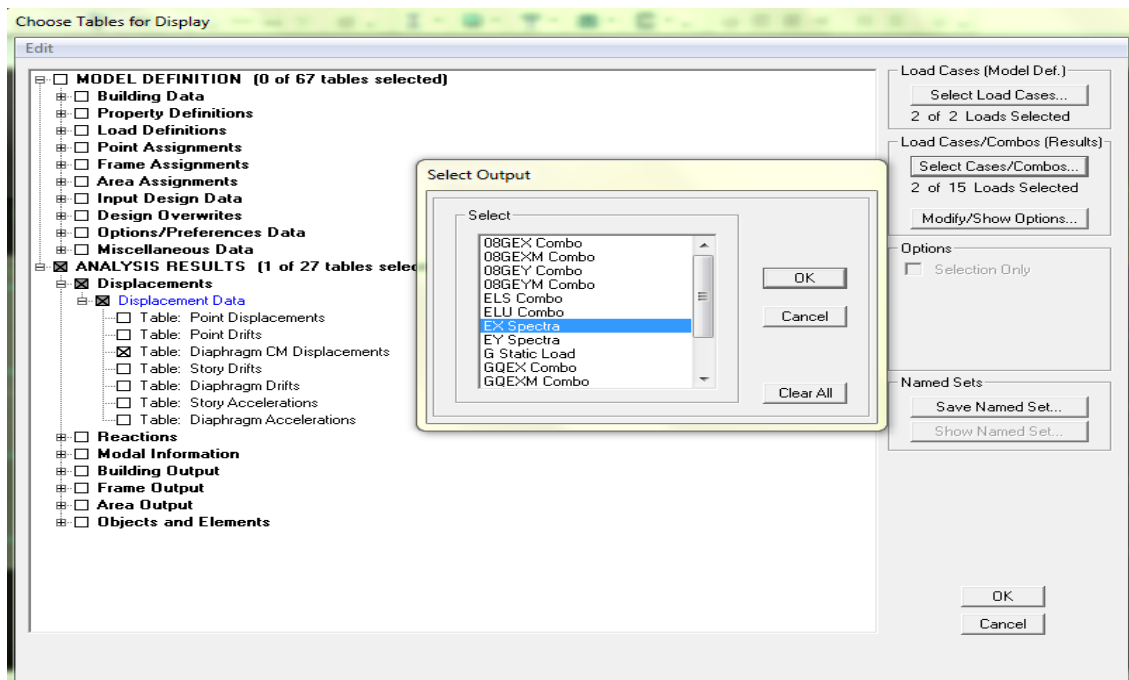 Choose Tables for Display
Edit
MODEL DEFINITION (0 of 67 tables selected)
Building Data
Property Definitions
Load Definitions
Point Assignments
Frame Assignments
Area Assignments
Input Design Data
Design Overwrites
Options/Preferences Data
Miscellaneous Data
ANALYSIS RESULTS (1 of 27 tables selec
Displacements
Displacement Data
Table: Point Displacements
Table: Point Drifts
Table: Diaphragm CM Displacements
Table: Story Drifts
Table: Diaphragm Drifts
Table: Story Accelerations
Table: Diaphragm Accelerations
Reactions
Modal Information
Building Output
Frame Output
Area Output
Objects and Elements
Select Output
Select
08GEX Combo
08GEXM Combo
08GEY Combo
08GEYM Combo
ELS Combo
ELU Combo
EX Spectra
EY Spectra
G Static Load
GQEX Combo
GQEXM Combo
OK
Cancel
Clear All
Load Cases (Model Def.)
Select Load Cases...
2 of 2 Loads Selected
Load Cases/Combos (Results)
Select Cases/Combos...
2 of 15 Loads Selected
Modify/Show Options...
Options
Selection Only
Named Sets
Save Named Set...
Show Named Set...
OK
Cancel